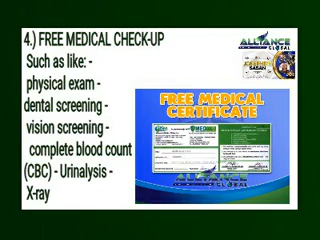 4.) FREE MEDICAL CHECK-UP
Such as like: -
physical exam -
dental screening -
vision screening -
complete blood count
(CBC) - Urinalysis -
X-ray
ALLIANCE
GLOBAL
FREE MEDICAL
CERTIFICATE
ALLIANCE
GLOBAL